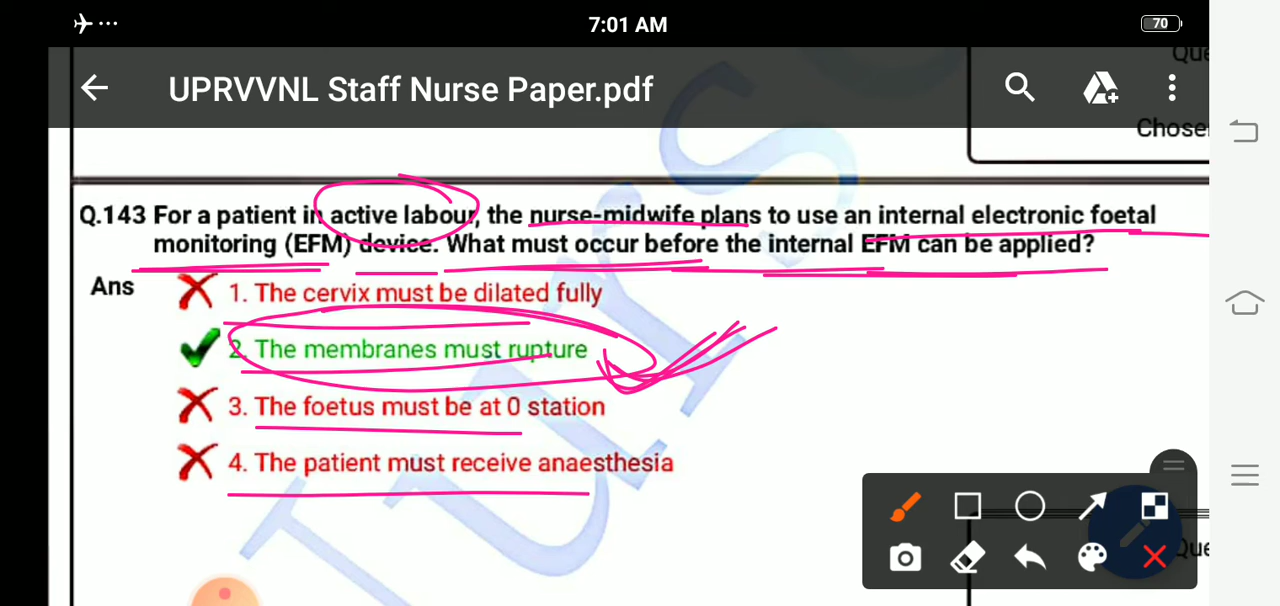 7:01 AM
70
UPRVVNL Staff Nurse Paper.pdf
Que
Chose
Q.143 For a patient in active labour, the nurse-midwife plans to use an internal electronic foetal
monitoring (EFM) device. What must occur before the internal EFM can be applied?
Ans
1. The cervix must be dilated fully
2. The membranes must rupture
3. The foetus must be at 0 station
4. The patient must receive anaesthesia
Que